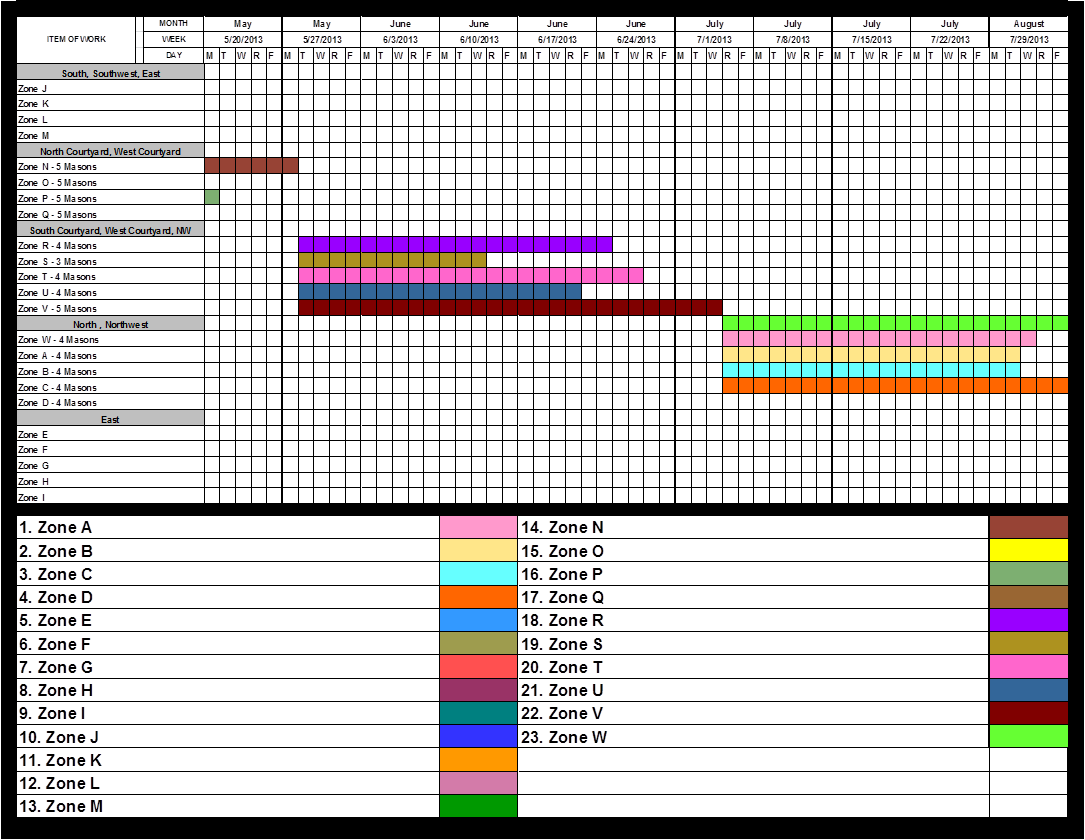 MONTH May May June June June June July July July July August
ITEM OF WORK WEEK 5/20/2013 5/27/2013 6/3/2013 6/10/2013 6/17/2013 6/24/2013 7/1/2013 7/8/2013 7/15/2013 7/22/2013 7/29/2013
DAY M T W R F M T W R F M T W R F M T W R F M T W R F M T W R F M T W R F M T W R F M T W R F M T W R F M T W R F
South, Southwest, East
Zone J
Zone K
Zone L
Zone M
North Courtyard, West Courtyard
Zone N - 5 Masons
Zone O - 5 Masons
Zone P - 5 Masons
Zone Q - 5 Masons
South Courtyard, West Courtyard, NW
Zone R - 4 Masons
Zone S - 3 Masons
Zone T - 4 Masons
Zone U - 4 Masons
Zone V - 5 Masons
North , Northwest
Zone W - 4 Masons
Zone A - 4 Masons
Zone B - 4 Masons
Zone C - 4 Masons
Zone D - 4 Masons
East
Zone E
Zone F
Zone G
Zone H
Zone I
1. Zone A 14. Zone N
2. Zone B 15. Zone O
3. Zone C 16. Zone P
4. Zone D 17. Zone Q
5. Zone E 18. Zone R
6. Zone F 19. Zone S
7. Zone G 20. Zone T
8. Zone H 21. Zone U
9. Zone I 22. Zone V
10. Zone J 23. Zone W
11. Zone K
12. Zone L
13. Zone M